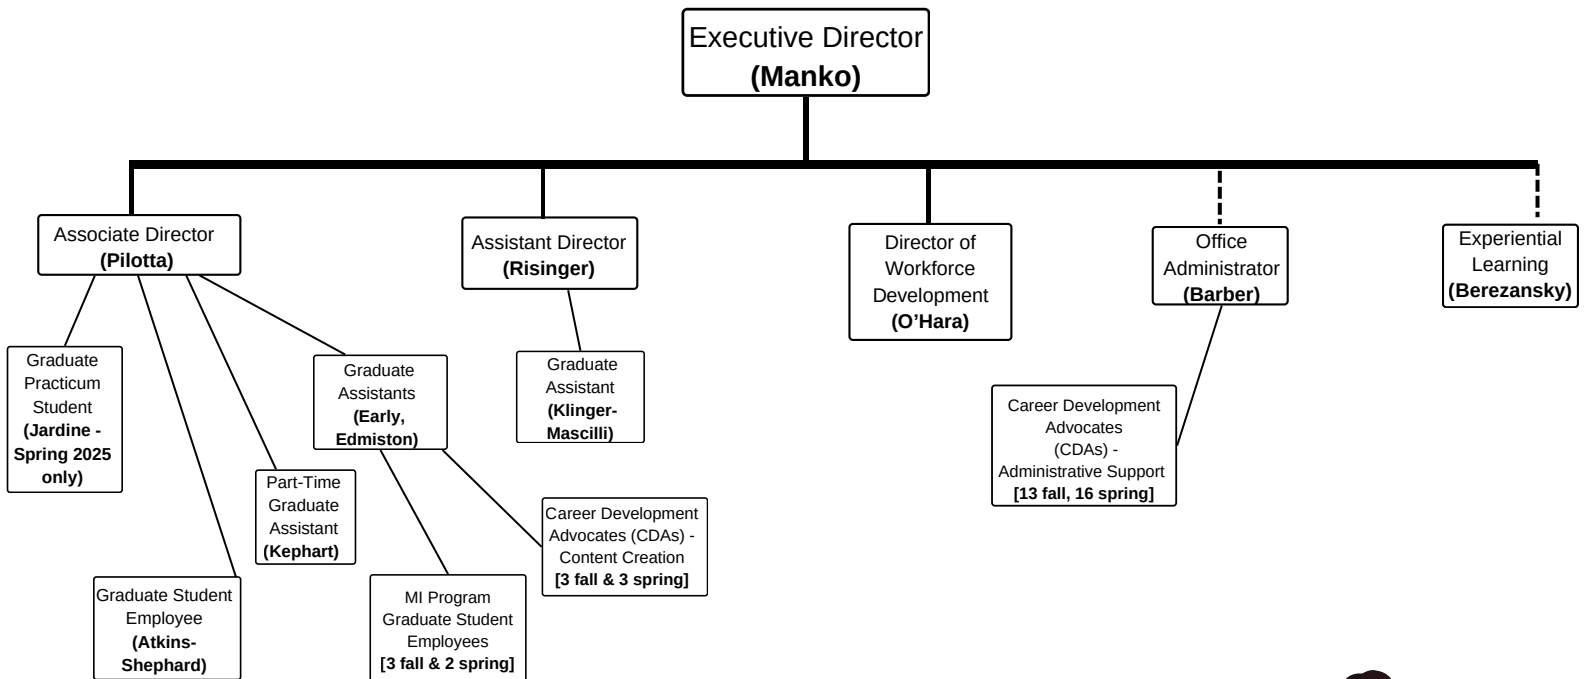 Executive Director
(Manko)
Associate Director
(Pilotta)
Assistant Director
(Risinger)
Director of
Workforce
Development
(O’Hara)
Office
Administrator
(Barber)
Experiential
Learning
(Berezansky)
Graduate
Practicum
Student
(Jardine -
Spring 2025
only)
Graduate
Assistants
(Early,
Edmiston)
Graduate
Assistant
(Klinger-
Mascilli)
Career Development
Advocates
(CDAs) -
Administrative Support
[13 fall, 16 spring]
Part-Time
Graduate
Assistant
(Kephart)
Career Development
Advocates (CDAs) -
Content Creation
[3 fall & 3 spring]
Graduate Student
Employee
(Atkins-
Shephard)
MI Program
Graduate Student
Employees
[3 fall & 2 spring]